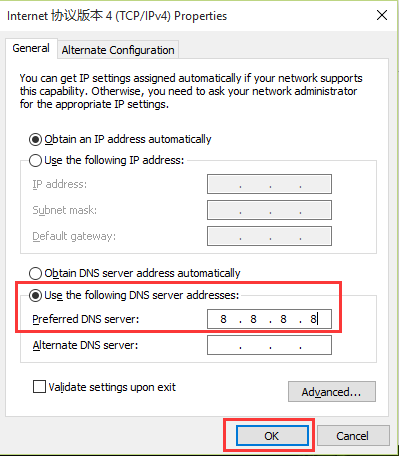 Internet 协议版本 4 (TCP/IPv4) Properties
General
Alternate Configuration
You can get IP settings assigned automatically if your network supports
this capability. Otherwise, you need to ask your network administrator
for the appropriate IP settings.
Obtain an IP address automatically
Use the following IP address:
IP address:
. . .
Subnet mask:
. . .
Default gateway:
. . .
Obtain DNS server address automatically
Use the following DNS server addresses:
Preferred DNS server:
8 . 8 . 8 . 8
Alternate DNS server:
. . .
Validate settings upon exit
Advanced...
OK
Cancel